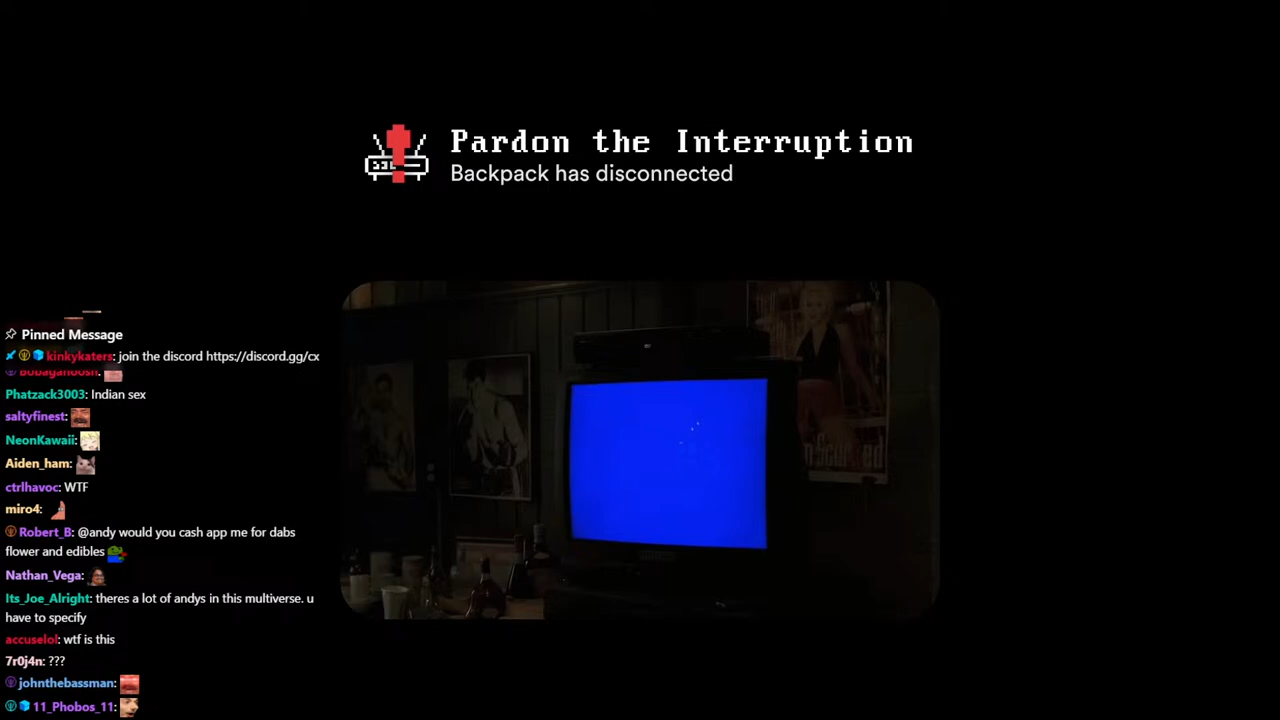 Pardon the Interruption
Backpack has disconnected
Pinned Message
kinkykaters: join the discord https://discord.gg/cx
Bobaganoosh:
Phatzack3003: Indian sex
saltyfinest:
NeonKawaii:
Aiden_ham:
ctrlhavoc: WTF
miro4:
Robert_B: @andy would you cash app me for dabs
flower and edibles
Nathan_Vega:
Its_Joe_Alright: theres a lot of andys in this multiverse. u
have to specify
accuselol: wtf is this
7r0j4n: ???
johnthebassman:
11_Phobos_11: